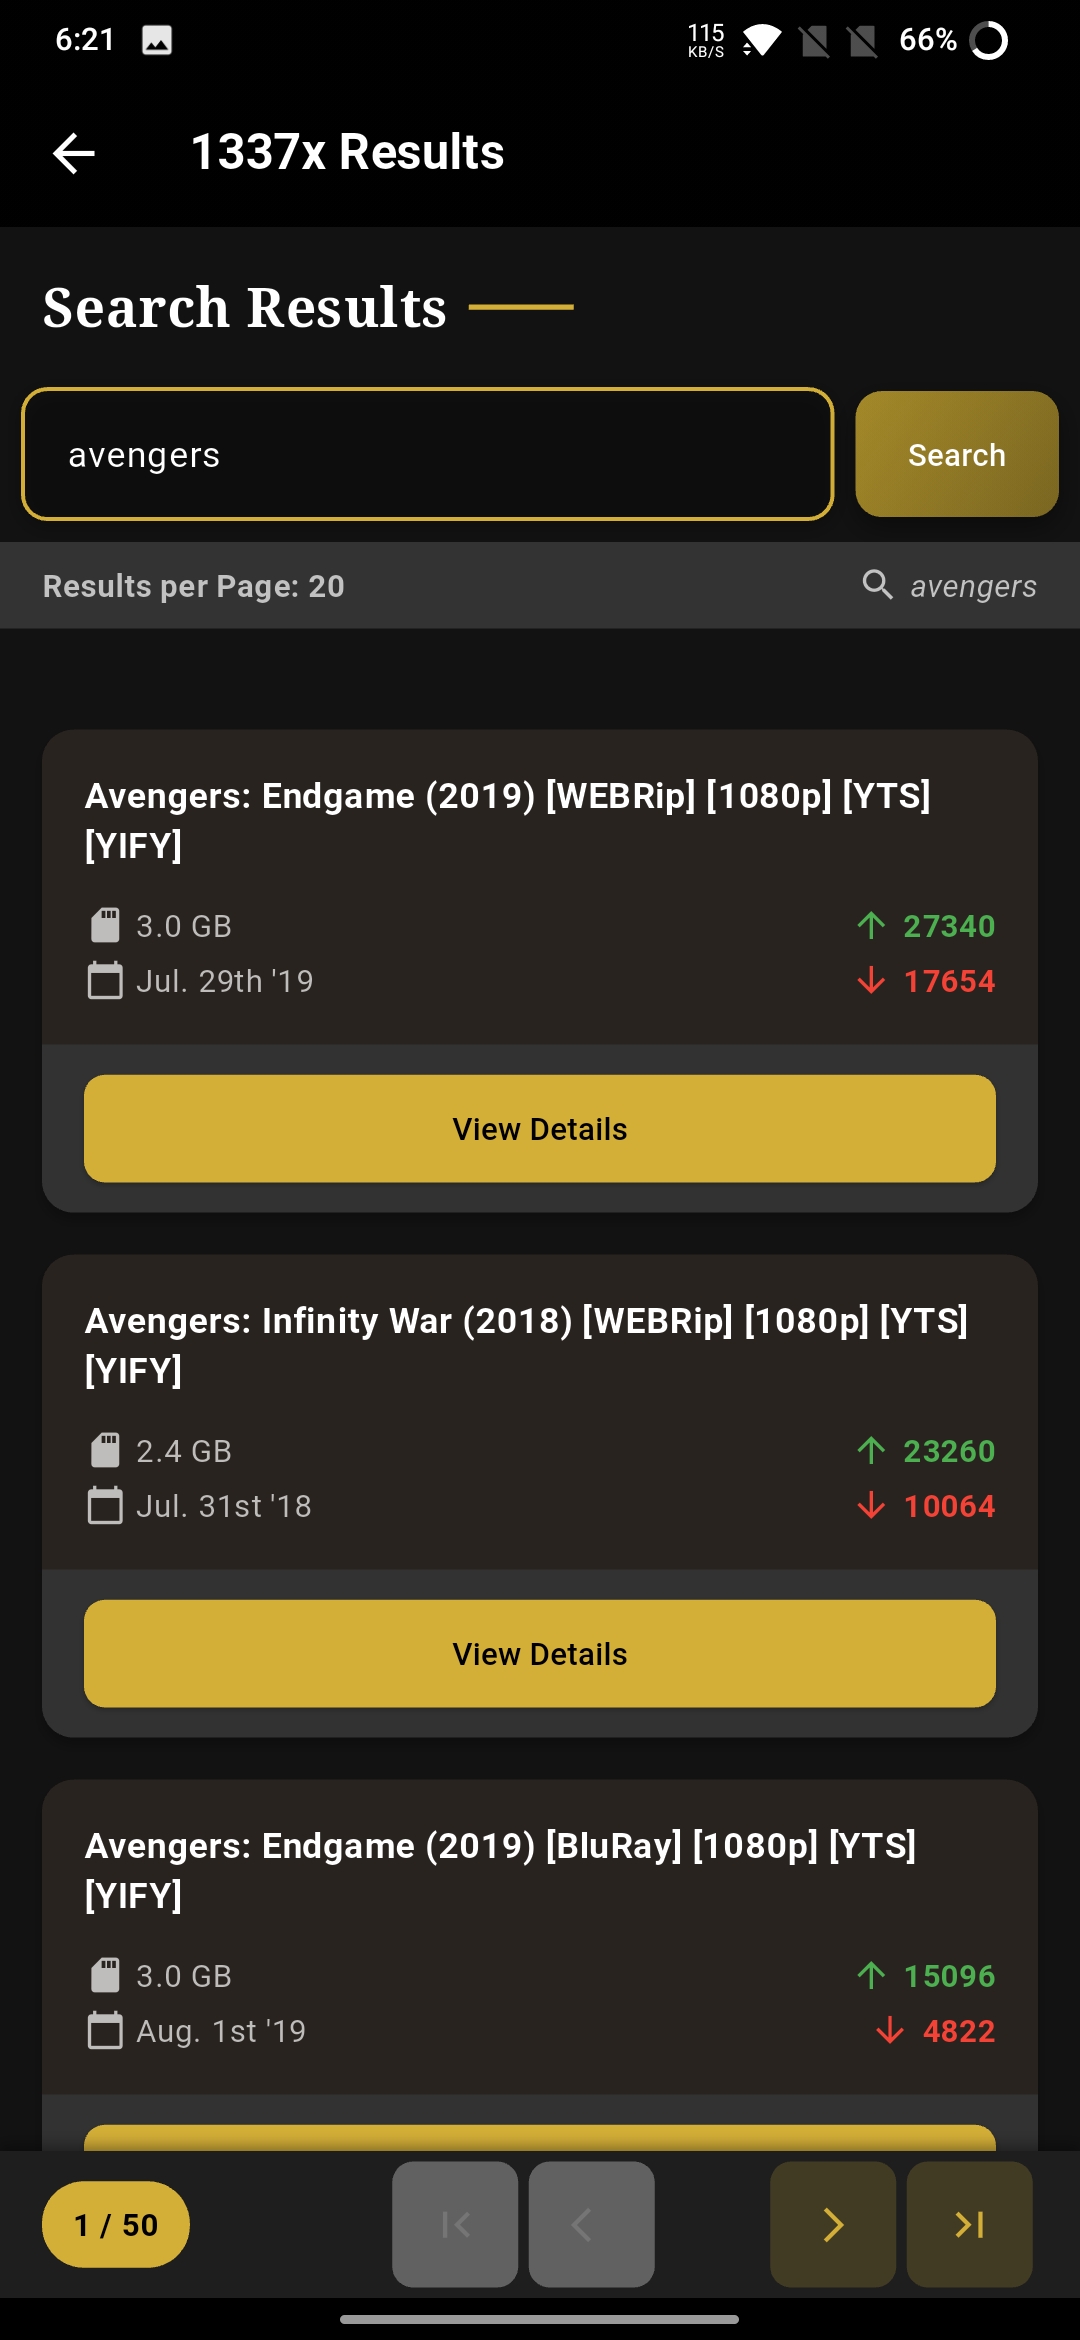 6:21
115
KB/S
66%
1337x Results
Search Results
avengers
Search
Results per Page: 20
avengers
Avengers: Endgame (2019) [WEBRip] [1080p] [YTS]
[YIFY]
3.0 GB
27340
Jul. 29th '19
17654
View Details
Avengers: Infinity War (2018) [WEBRip] [1080p] [YTS]
[YIFY]
2.4 GB
23260
Jul. 31st '18
10064
View Details
Avengers: Endgame (2019) [BluRay] [1080p] [YTS]
[YIFY]
3.0 GB
15096
Aug. 1st '19
4822
1 / 50